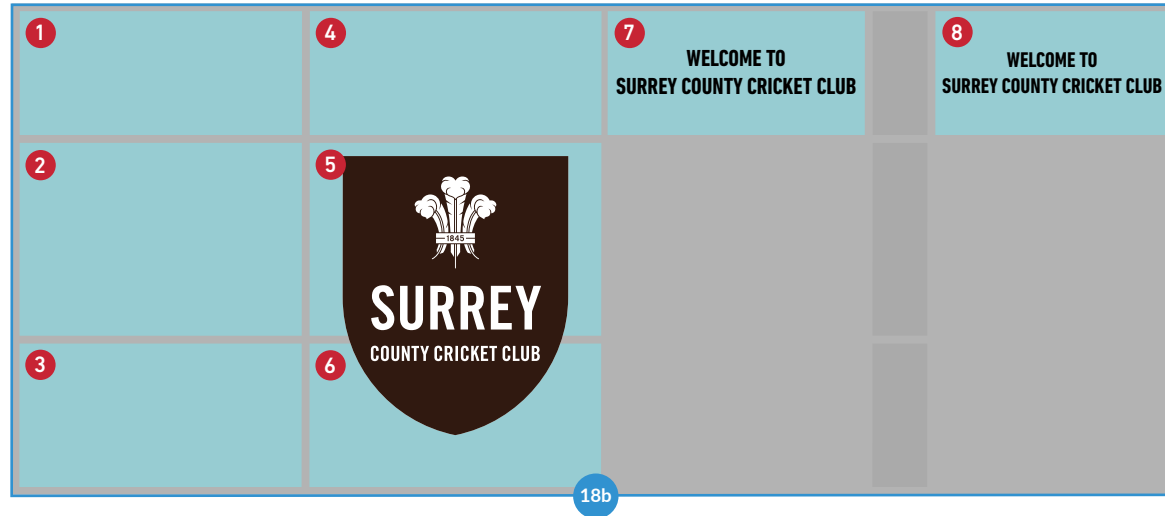 1
4
7
8
WELCOME TO
SURREY COUNTY CRICKET CLUB
WELCOME TO
SURREY COUNTY CRICKET CLUB
2
5
1845
SURREY
COUNTY CRICKET CLUB
3
6
18b